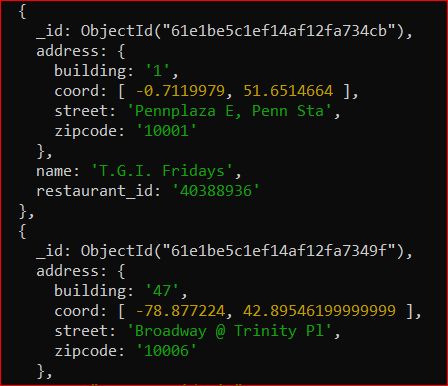 {
_id: ObjectId("61e1be5c1ef14af12fa734cb"),
address: {
building: '1',
coord: [ -0.7119979, 51.6514664 ],
street: 'Pennplaza E, Penn Sta',
zipcode: '10001'
},
name: 'T.G.I. Fridays',
restaurant_id: '40388936'
},
{
_id: ObjectId("61e1be5c1ef14af12fa7349f"),
address: {
building: '47',
coord: [ -78.877224, 42.89546199999999 ],
street: 'Broadway @ Trinity Pl',
zipcode: '10006'
},